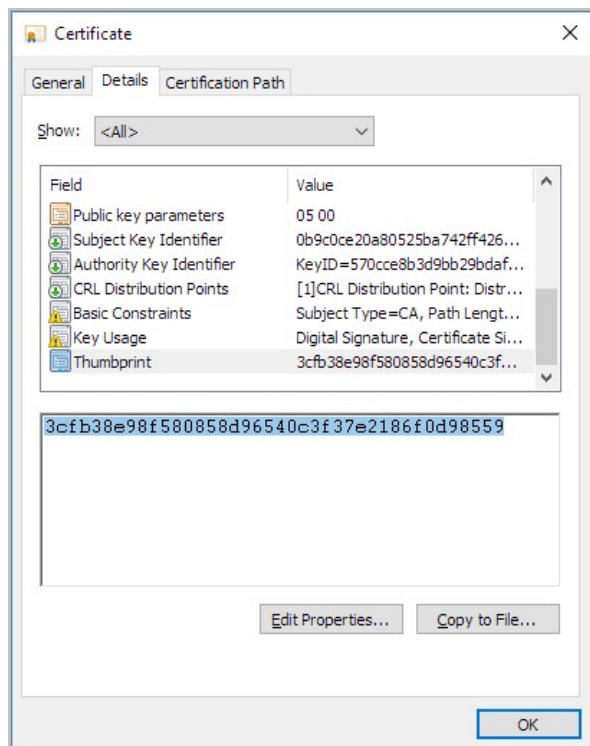 Certificate
General Details Certification Path
Show: <All>
Field Value
Public key parameters 05 00
Subject Key Identifier 0b9c0ce20a80525ba742ff426...
Authority Key Identifier KeyID=570cce8b3d9bb29bdaf...
CRL Distribution Points [1]CRL Distribution Point: Distr...
Basic Constraints Subject Type=CA, Path Lengt...
Key Usage Digital Signature, Certificate Si...
Thumbprint 3cfb38e98f580858d96540c3f...
3cfb38e98f580858d96540c3f37e2186f0d98559
Edit Properties... Copy to File...
OK